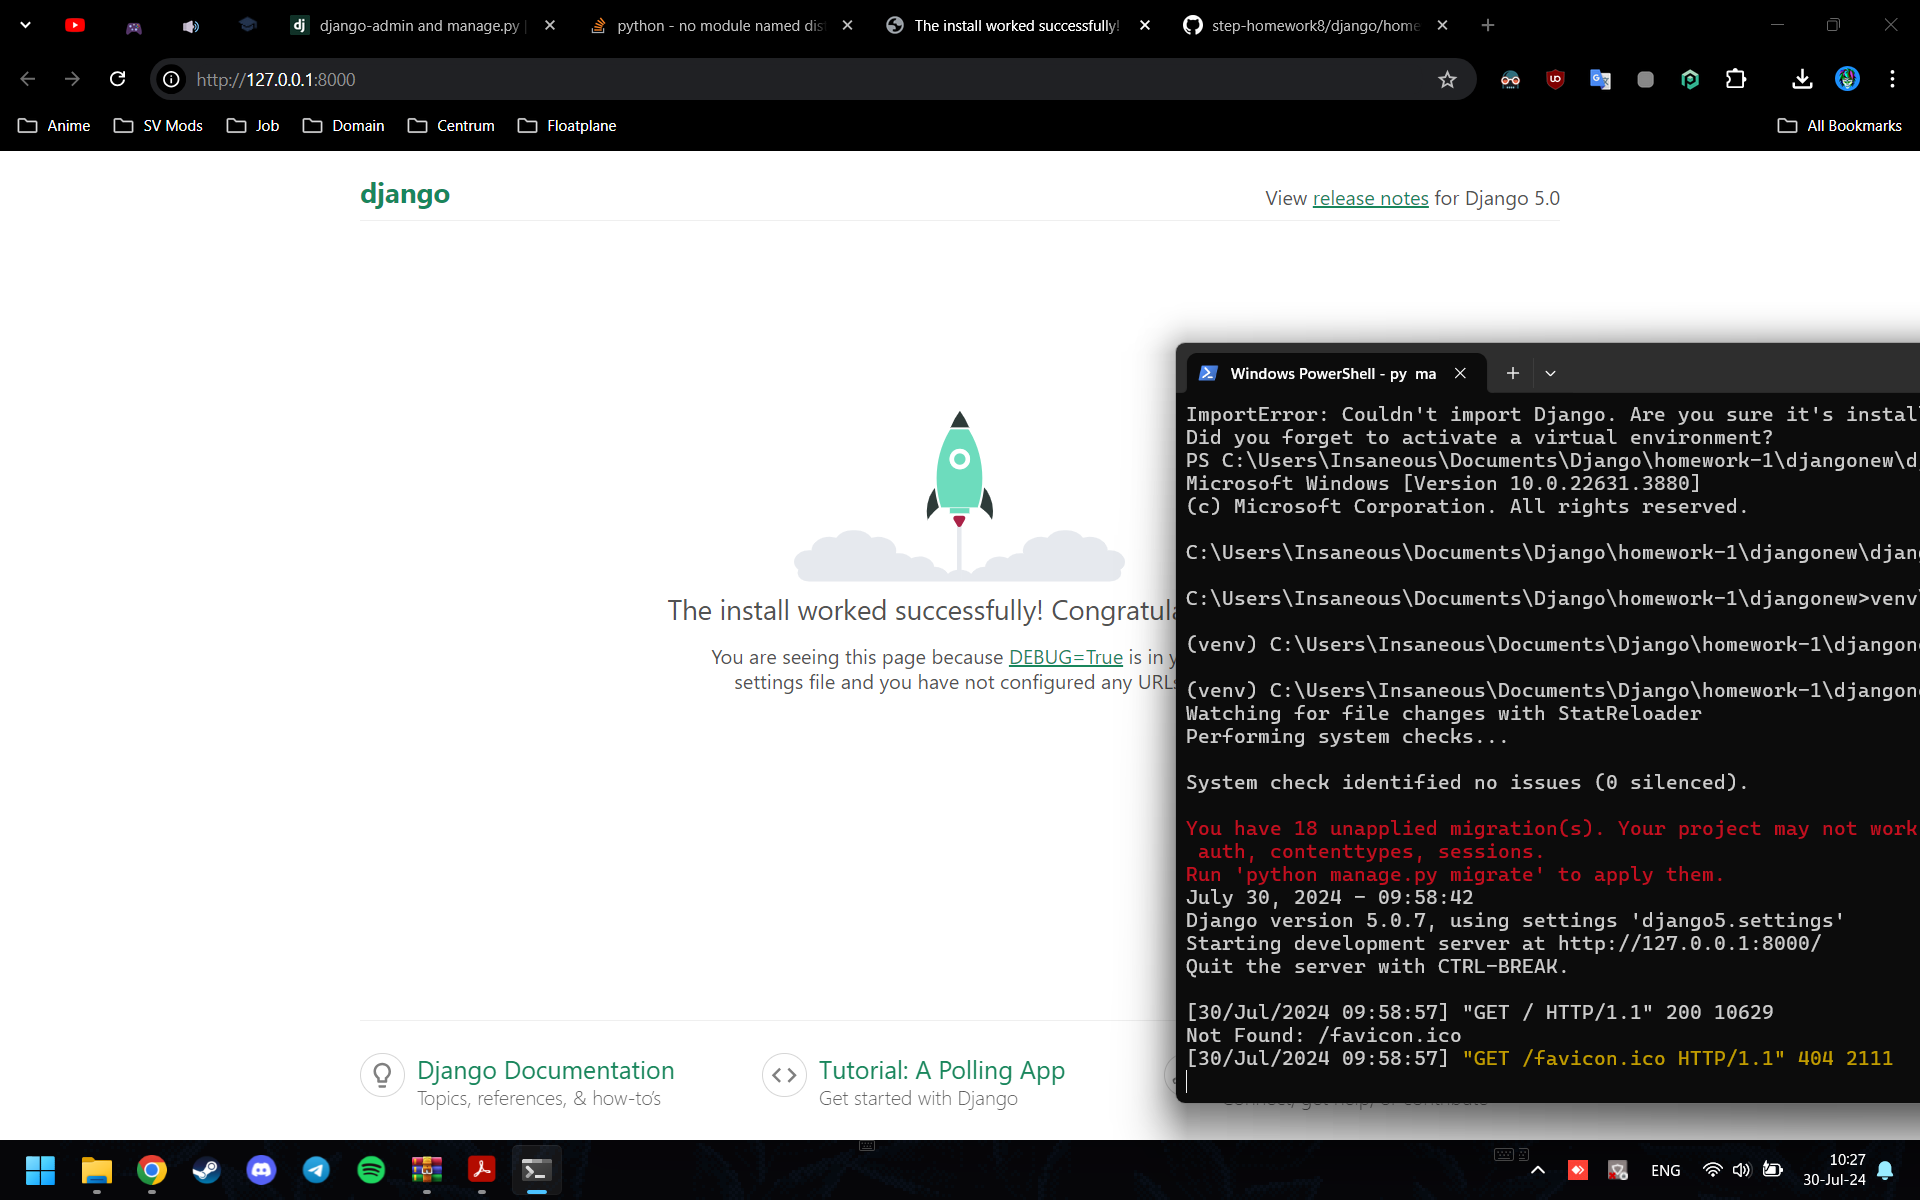 django-admin and manage.py |
python - no module named dis
The install worked successfully!
step-homework8/django/home
http://127.0.0.1:8000
Anime
SV Mods
Job
Domain
Centrum
Floatplane
All Bookmarks
django
View release notes for Django 5.0
The install worked successfully! Congratula
You are seeing this page because DEBUG=True is in y
settings file and you have not configured any URLs
Django Documentation
Topics, references, & how-to's
Tutorial: A Polling App
Get started with Django
Connect, get help, or contribute
Windows PowerShell - py ma
ImportError: Couldn't import Django. Are you sure it's instal
Did you forget to activate a virtual environment?
PS C:\Users\Insaneous\Documents\Django\homework-1\djangonew\dj
Microsoft Windows [Version 10.0.22631.3880]
(c) Microsoft Corporation. All rights reserved.
C:\Users\Insaneous\Documents\Django\homework-1\djangonew\djan
C:\Users\Insaneous\Documents\Django\homework-1\djangonew>venv\
(venv) C:\Users\Insaneous\Documents\Django\homework-1\djangon
(venv) C:\Users\Insaneous\Documents\Django\homework-1\djangon
Watching for file changes with StatReloader
Performing system checks...
System check identified no issues (0 silenced).
You have 18 unapplied migration(s). Your project may not work
auth, contenttypes, sessions.
Run 'python manage.py migrate' to apply them.
July 30, 2024 - 09:58:42
Django version 5.0.7, using settings 'django5.settings'
Starting development server at http://127.0.0.1:8000/
Quit the server with CTRL-BREAK.
[30/Jul/2024 09:58:57] "GET / HTTP/1.1" 200 10629
Not Found: /favicon.ico
[30/Jul/2024 09:58:57] "GET /favicon.ico HTTP/1.1" 404 2111
ENG
10:27
30-Jul-24